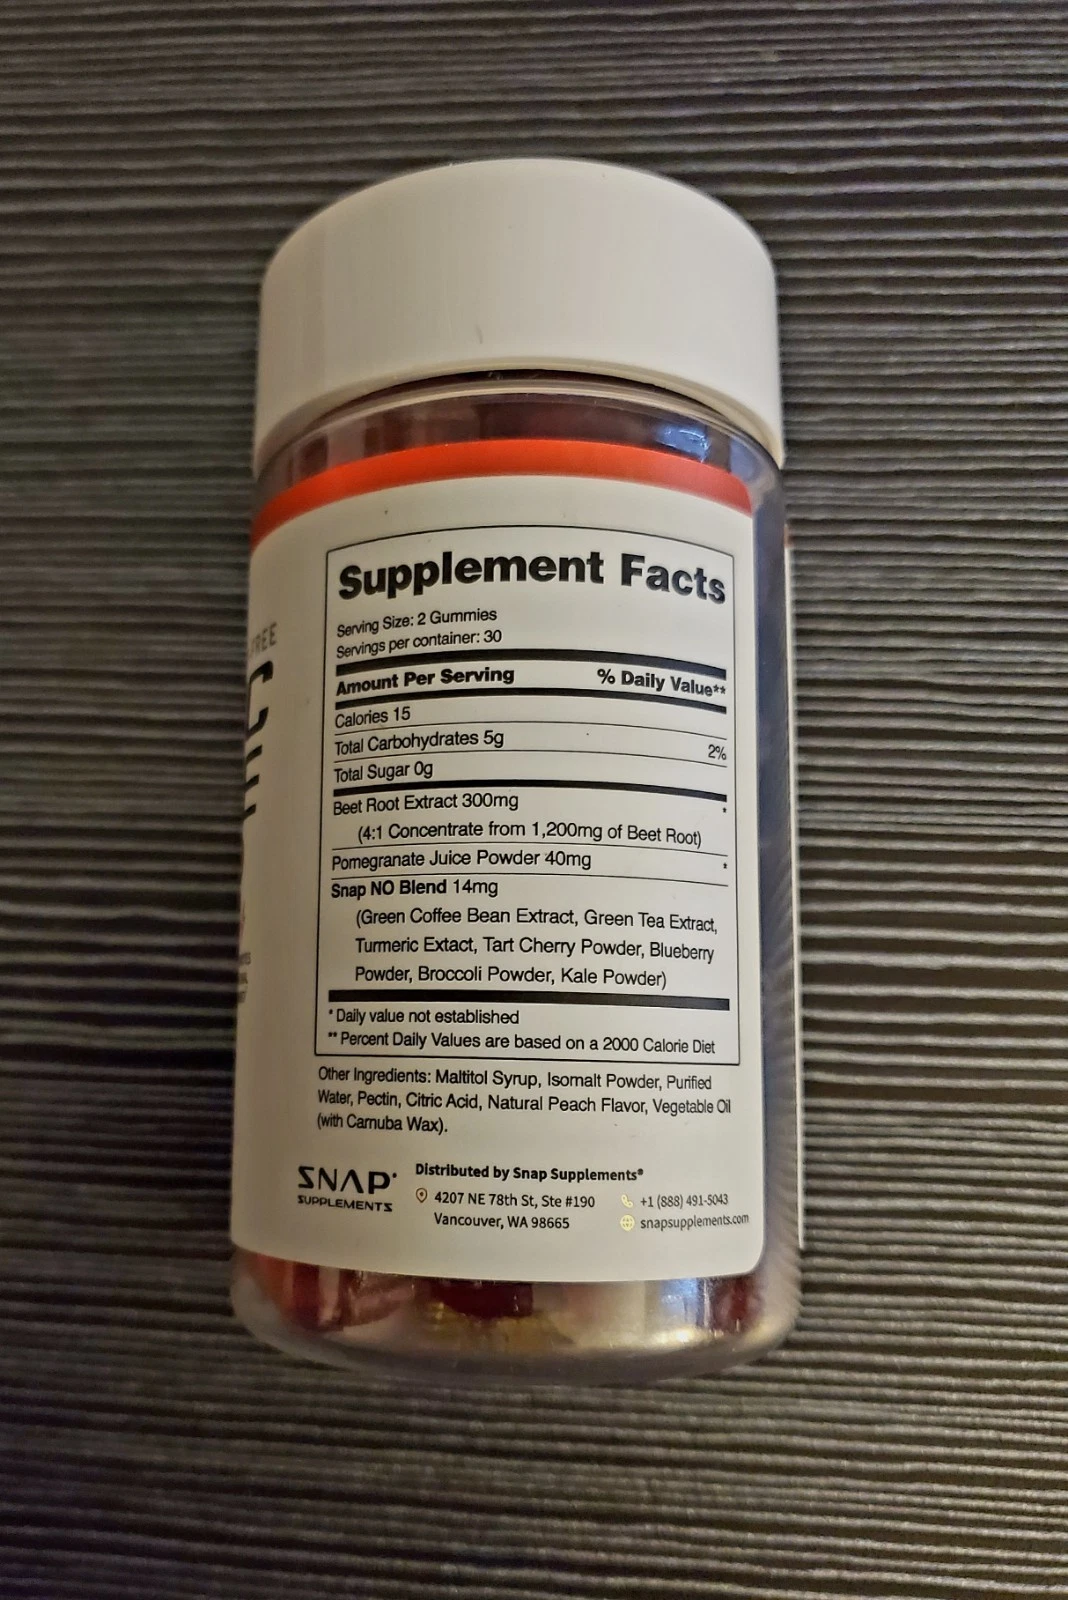 Supplement Facts
Serving Size: 2 Gummies
Servings per container: 30
Amount Per Serving % Daily Value**
Calories 15
Total Carbohydrates 5g 2%
Total Sugar 0g
Beet Root Extract 300mg *
(4:1 Concentrate from 1,200mg of Beet Root)
Pomegranate Juice Powder 40mg *
Snap NO Blend 14mg
(Green Coffee Bean Extract, Green Tea Extract,
Turmeric Extact, Tart Cherry Powder, Blueberry
Powder, Broccoli Powder, Kale Powder)
* Daily value not established
** Percent Daily Values are based on a 2000 Calorie Diet
Other Ingredients: Maltitol Syrup, Isomalt Powder, Purified
Water, Pectin, Citric Acid, Natural Peach Flavor, Vegetable Oil
(with Carnuba Wax).
SNAP
SUPPLEMENTS
Distributed by Snap Supplements®
4207 NE 78th St, Ste #190
Vancouver, WA 98665
+1 (888) 491-5043
snapsupplements.com